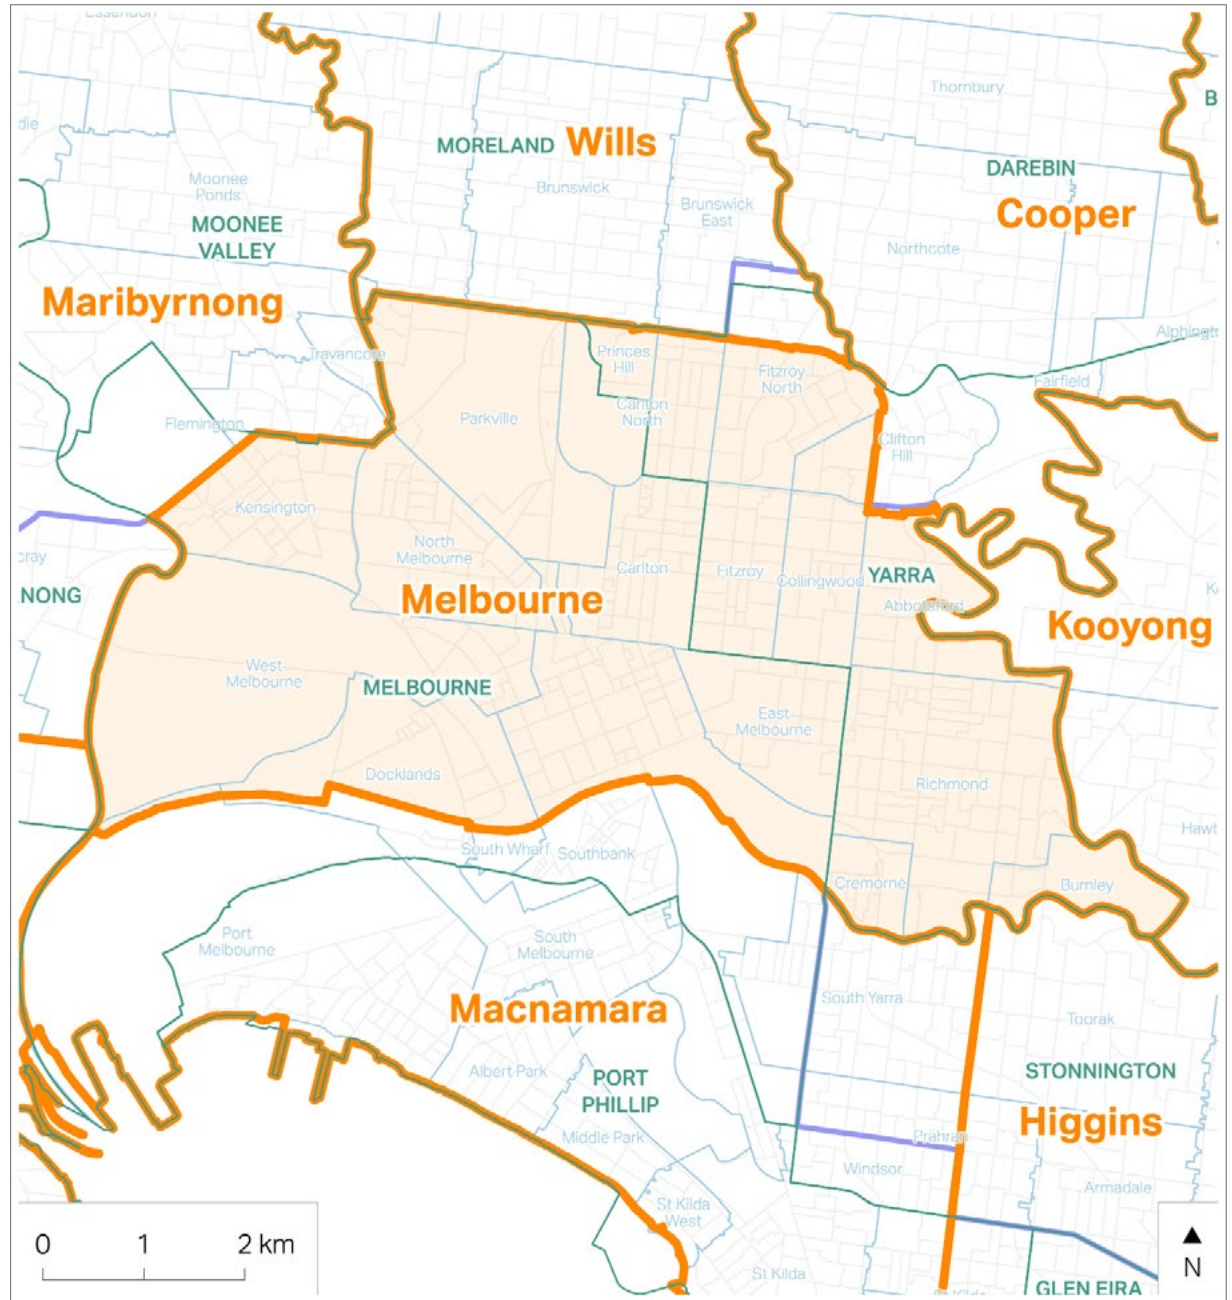 Essendon
Thornbury
B
MORELAND Wills
DAREBIN
Moonee
Ponds
Brunswick
Brunswick
East
Cooper
MOONEE
VALLEY
Northcote
Maribyrnong
Travancore
Princes
Hill
Alphingt
Fitzroy
North
Fairfield
Parkville
Carlton
North
Flemington
Clifton
Hill
Kensington
North
Melbourne
cray
Carlton
Fitzroy
Collingwood
YARRA
NONG
Melbourne
Abbotsford
Kooyong
West
Melbourne
MELBOURNE
East
Melbourne
Docklands
Richmond
Hawt
South Wharf
Southbank
Cremorne
Burnley
Port
Melbourne
South
Melbourne
Macnamara
South Yarra
Toorak
Albert Park
PORT
PHILLIP
STONNINGTON
Higgins
Middle Park
Prahran
Windsor
Armadale
St Kilda
West
0 1 2 km
N
St Kilda
GLEN EIRA